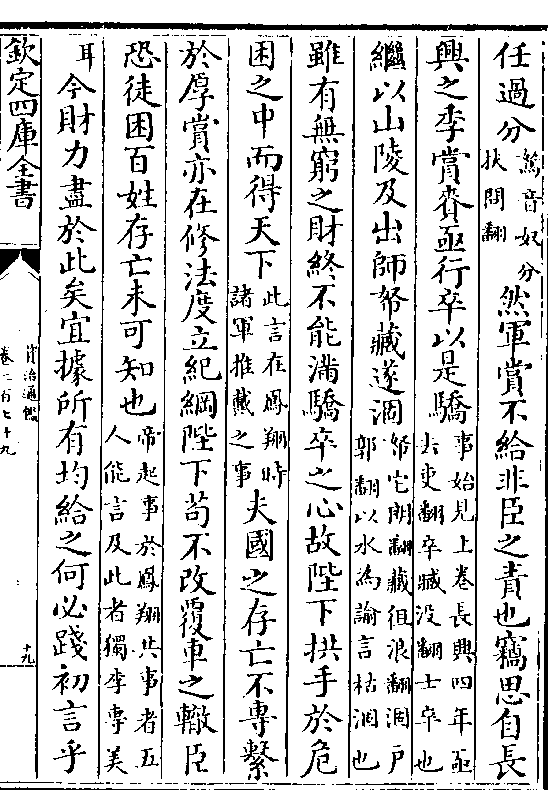 任過分駑音奴分扶問翻然軍賞不給非臣之責也竊思自長
興之季賞賚亟行卒以是驕事始見上卷長興四年亟去吏翻卒臧没翻士卒也
繼以山陵及出師帑藏遂涸帑它朗翻藏徂浪翻涸戸郭翻以水為諭言枯涸也
雖有無窮之財終不能滿驕卒之心故陛下拱手於危
困之中而得天下此言在鳳翔時諸軍推戴之事夫國之存亡不專繫
於厚賞亦在修法度立紀綱陛下苟不改覆車之轍臣
恐徒困百姓存亡未可知也帝起事於鳳翔共事者五人能言及此者獨李專美
耳今財力盡於此矣宜據所有均給之何必踐初言乎
欽定四庫全書
資治通鑑
卷二百七十九
十九